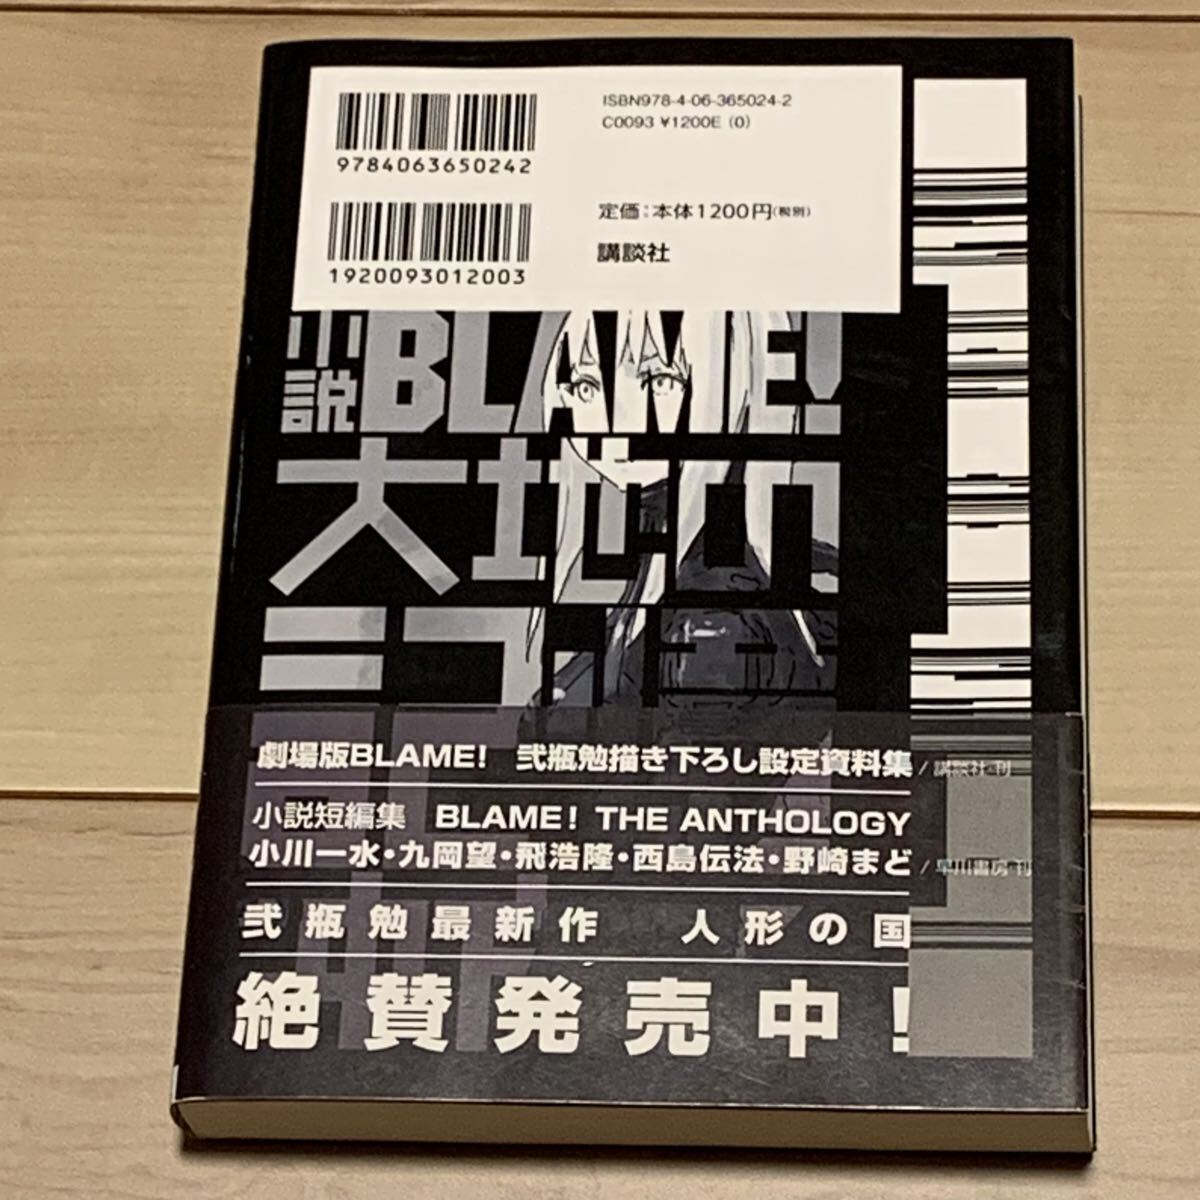 ISBN978-4-06-365024-2
C0093 ¥1200E (0)
9784063650242
定価:本体1200円(税別)
1920093012003
講談社
小説BLAME!
大地の
記憶
劇場版BLAME! 弐瓶勉描き下ろし設定資料集/講談社・刊
小説短編集 BLAME! THE ANTHOLOGY
小川一水・九岡望・飛浩隆・酉島伝法・野崎まど/早川書房・刊
弐瓶勉最新作 人形の国
絶賛発売中!